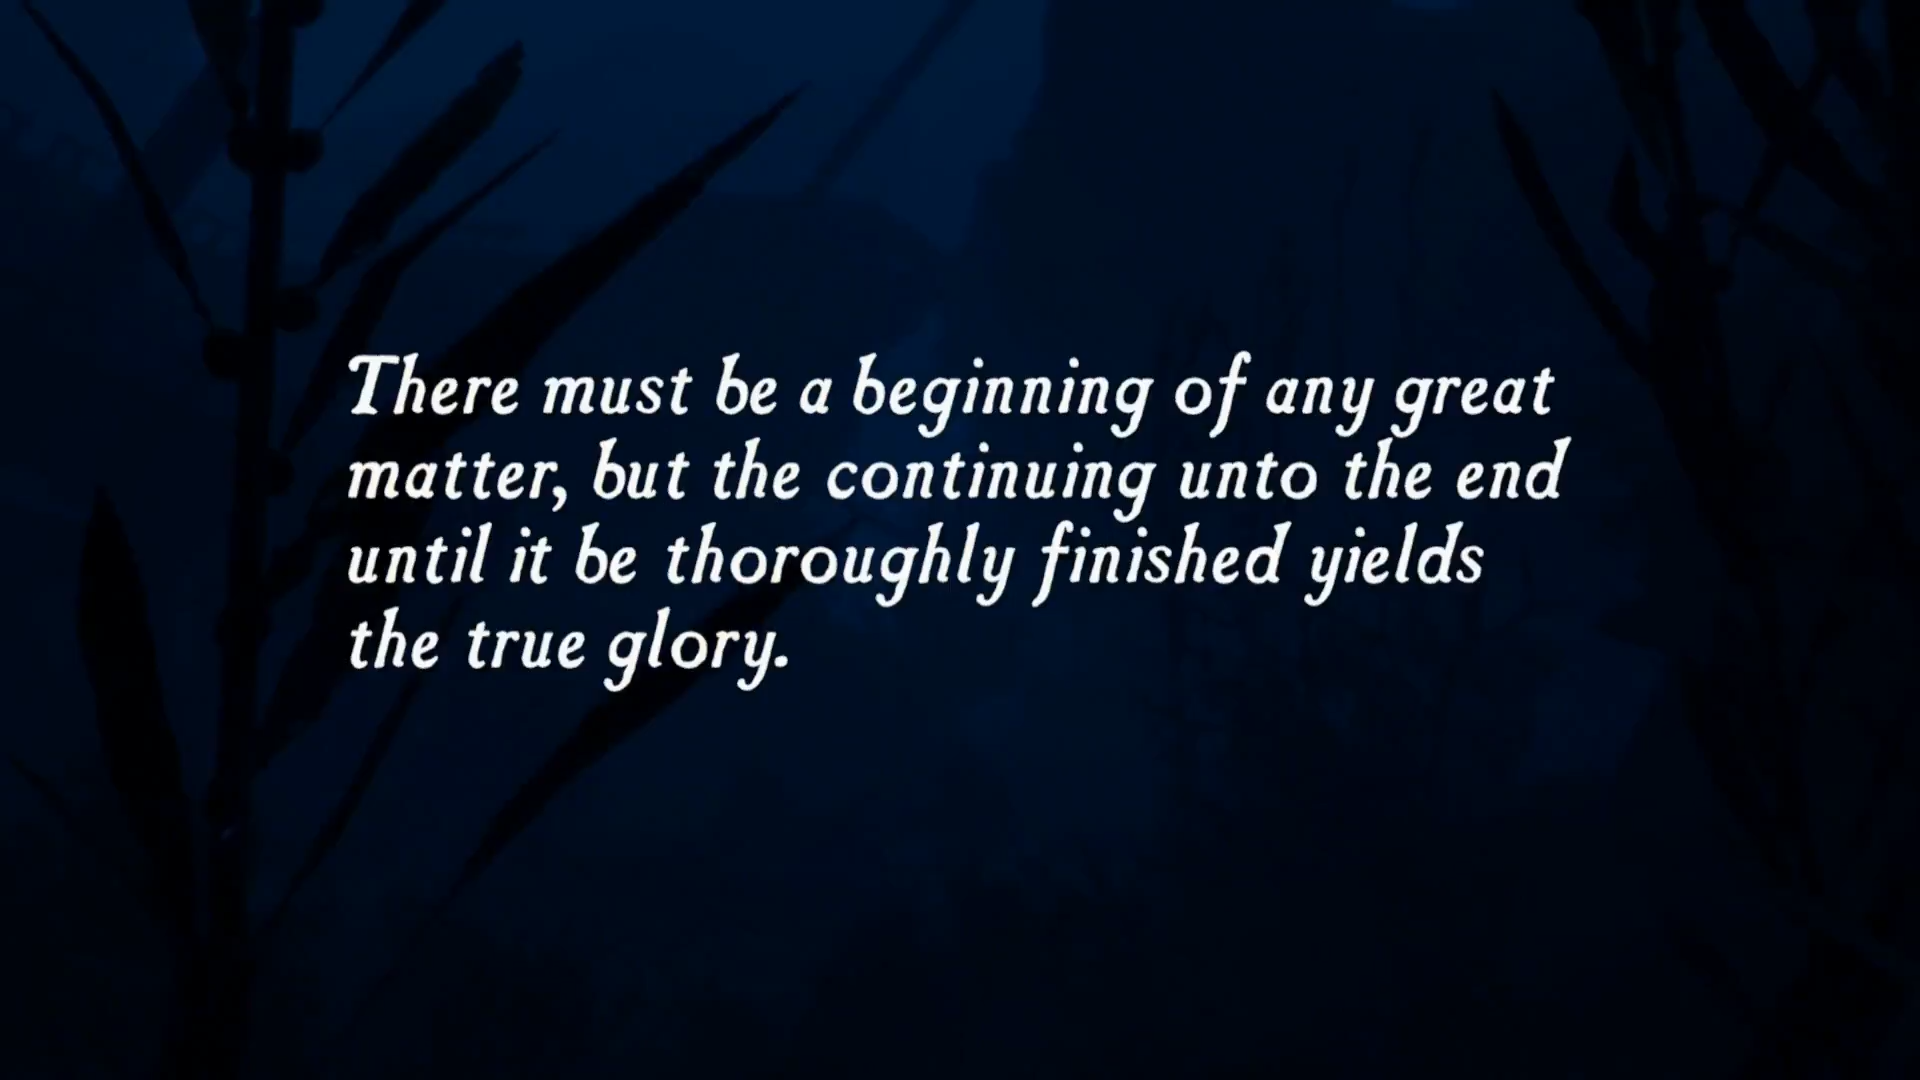 There must be a beginning of any great
matter, but the continuing unto the end
until it be thoroughly finished yields
the true glory.